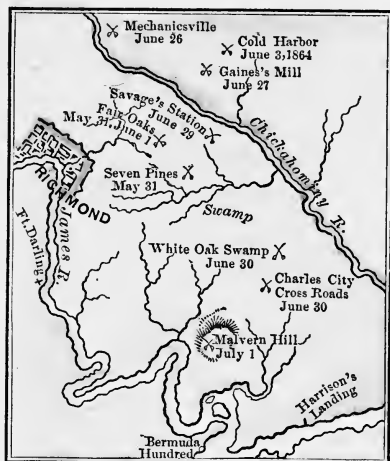 Mechanicsville
June 26
Cold Harbor
June 3, 1864
Gaines's Mill
June 27
Savage's Station
June 29
Fair Oaks
May 31, June 1
Seven Pines
May 31
Chickahominy R.
RICHMOND
James R.
Ft. Darling
Swamp
White Oak Swamp
June 30
Charles City
Cross Roads
June 30
Malvern Hill
July 1
Harrison's
Landing
Bermuda
Hundred